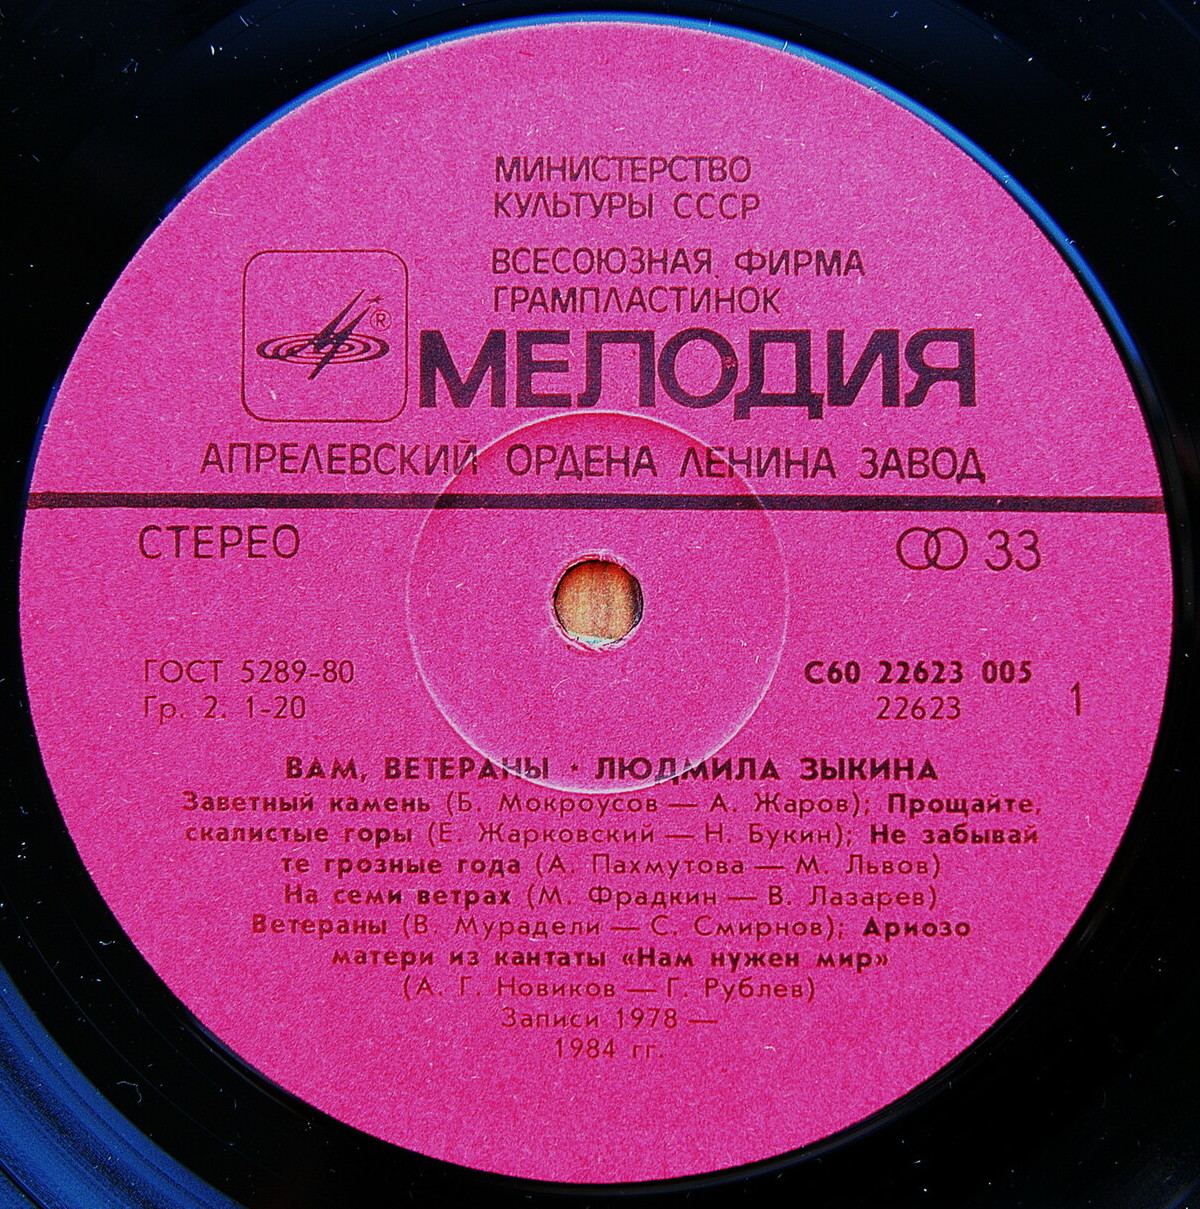 МИНИСТЕРСТВО
КУЛЬТУРЫ СССР
ВСЕСОЮЗНАЯ ФИРМА
ГРАМПЛАСТИНОК
®
МЕЛОДИЯ
АПРЕЛЕВСКИЙ ОРДЕНА ЛЕНИНА ЗАВОД
СТЕРЕО
33
ГОСТ 5289-80
Гр. 2. 1-20
С60 22623 005
22623
1
ВАМ, ВЕТЕРАНЫ · ЛЮДМИЛА ЗЫКИНА
Заветный камень (Б. Мокроусов — А. Жаров); Прощайте,
скалистые горы (Е. Жарковский — Н. Букин); Не забывай
те грозные года (А. Пахмутова — М. Львов)
На семи ветрах (М. Фрадкин — В. Лазарев)
Ветераны (В. Мурадели — С. Смирнов); Ариозо
матери из кантаты «Нам нужен мир»
(А. Г. Новиков — Г. Рублев)
Записи 1978 —
1984 гг.